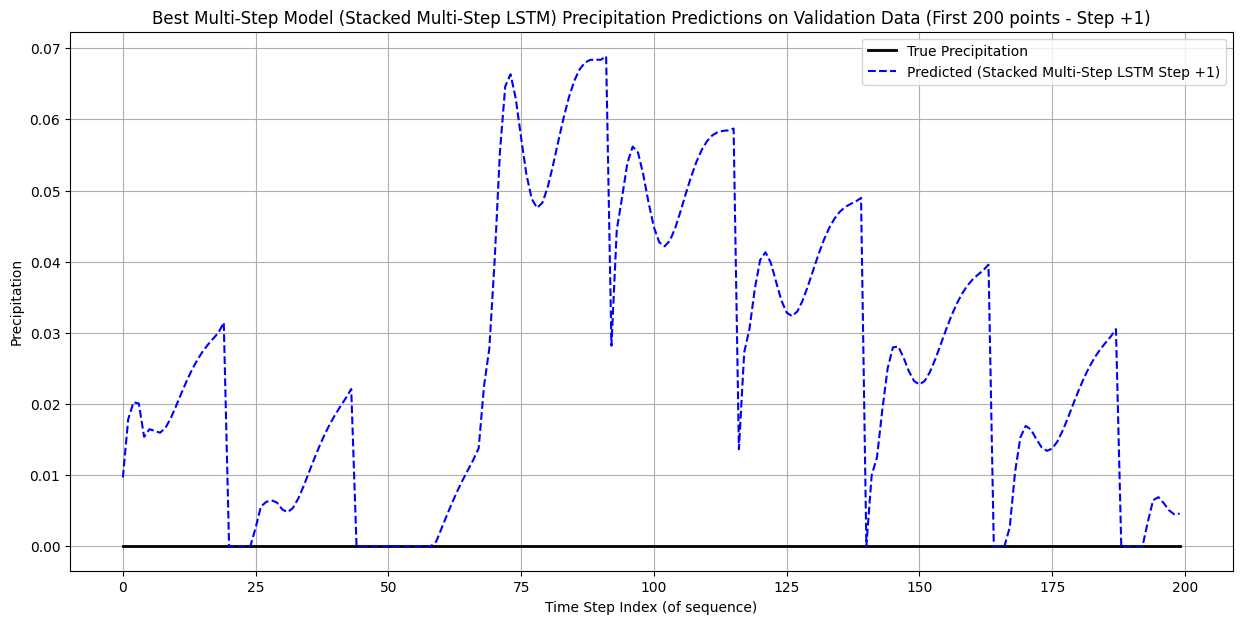 Best Multi-Step Model (Stacked Multi-Step LSTM) Precipitation Predictions on Validation Data (First 200 points - Step +1)
True Precipitation
Predicted (Stacked Multi-Step LSTM Step +1)
Precipitation
0.07
0.06
0.05
0.04
0.03
0.02
0.01
0.00
0 25 50 75 100 125 150 175 200
Time Step Index (of sequence)